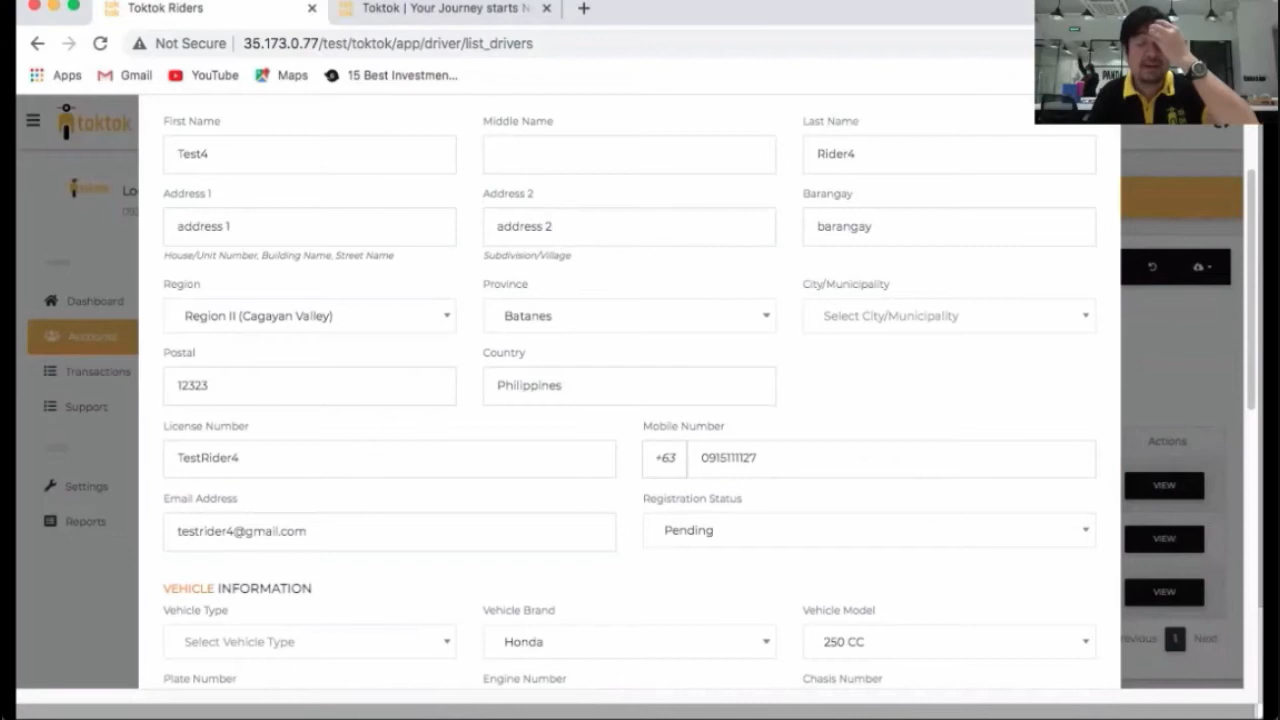 Toktok Riders
Toktok | Your Journey starts N
Not Secure
35.173.0.77/test/toktok/app/driver/list_drivers
Apps
Gmail
YouTube
Maps
15 Best Investmen...
toktok
PAND
First Name
Middle Name
Last Name
Test4
Rider4
Address 1
Address 2
Barangay
address 1
address 2
barangay
House/Unit Number, Building Name, Street Name
Subdivision/Village
Region
Province
City/Municipality
Region II (Cagayan Valley)
Batanes
Select City/Municipality
Postal
Country
12323
Philippines
License Number
Mobile Number
TestRider4
+63
0915111127
Email Address
Registration Status
testrider4@gmail.com
Pending
VEHICLE INFORMATION
Vehicle Type
Vehicle Brand
Vehicle Model
Select Vehicle Type
Honda
250 CC
Plate Number
Engine Number
Chasis Number
Lo
Dashboard
Accounts
Transactions
Support
Settings
Reports
Actions
VIEW
VIEW
VIEW
evious
1
Next